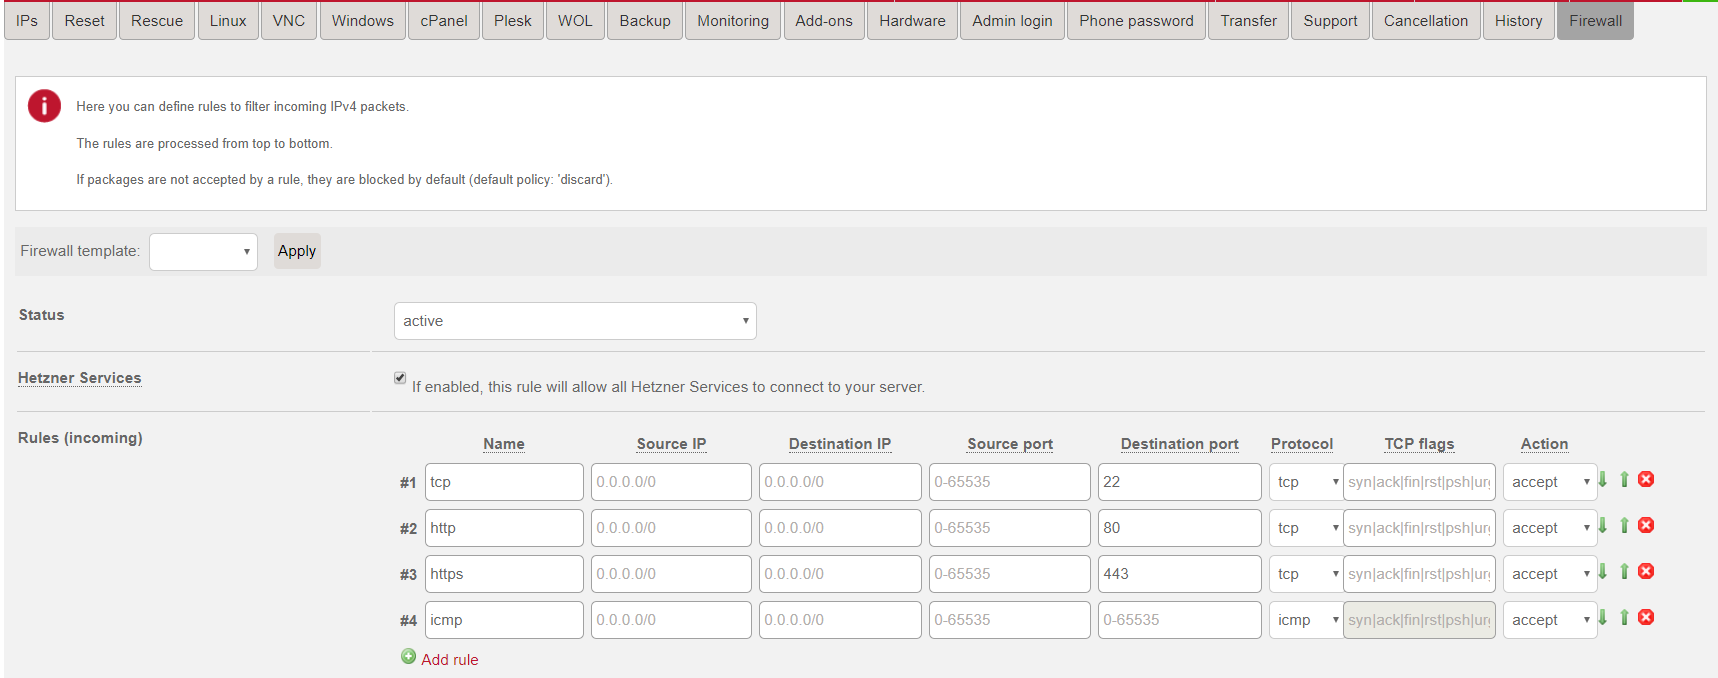 IPs Reset Rescue Linux VNC Windows cPanel Plesk WOL Backup Monitoring Add-ons Hardware Admin login Phone password Transfer Support Cancellation History Firewall
Here you can define rules to filter incoming IPv4 packets.
The rules are processed from top to bottom.
If packages are not accepted by a rule, they are blocked by default (default policy: 'discard').
Firewall template: Apply
Status active
Hetzner Services If enabled, this rule will allow all Hetzner Services to connect to your server.
Rules (incoming)
Name Source IP Destination IP Source port Destination port Protocol TCP flags Action
#1 tcp 0.0.0.0/0 0.0.0.0/0 0-65535 22 tcp syn|ack|fin|rst|psh|urg accept
#2 http 0.0.0.0/0 0.0.0.0/0 0-65535 80 tcp syn|ack|fin|rst|psh|urg accept
#3 https 0.0.0.0/0 0.0.0.0/0 0-65535 443 tcp syn|ack|fin|rst|psh|urg accept
#4 icmp 0.0.0.0/0 0.0.0.0/0 0-65535 0-65535 icmp syn|ack|fin|rst|psh|urg accept
Add rule